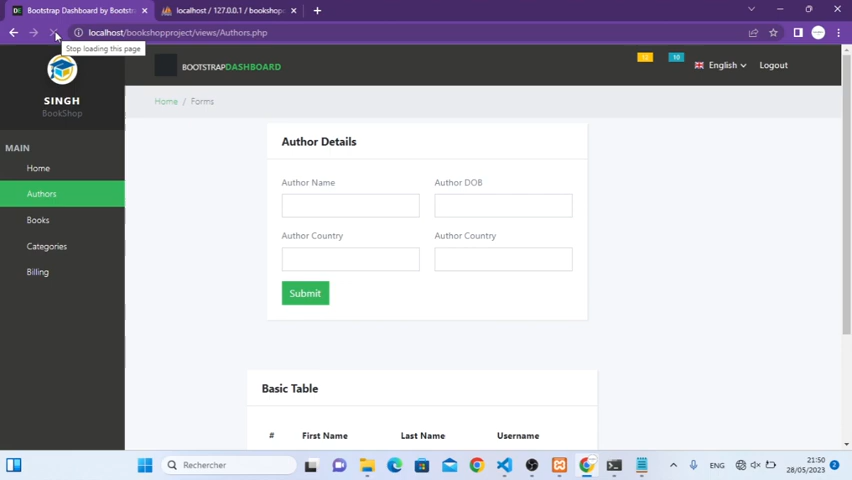 Bootstrap Dashboard by Bootstr
localhost / 127.0.0.1 / bookshop
localhost/bookshopproject/views/Authors.php
Stop loading this page
SINGH
BookShop
BOOTSTRAPDASHBOARD
12
10
English
Logout
Home / Forms
MAIN
Home
Authors
Books
Categories
Billing
Author Details
Author Name
Author DOB
Author Country
Author Country
Submit
Basic Table
# First Name Last Name Username
Rechercher
ENG
21:50
28/05/2023
2